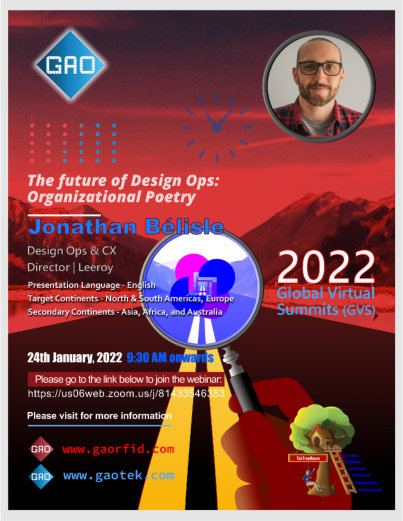 GAO
The future of Design Ops:
Organizational Poetry
Jonathan Bélisle
Design Ops & CX
Director | Leeroy
Presentation Language - English
Target Continents - North & South Americas, Europe
Secondary Continents - Asia, Africa, and Australia
2022
Global Virtual
Summits (GVS)
24th January, 2022 9:30 AM onwards
Please go to the link below to join the webinar:
https://us06web.zoom.us/j/81433546353
Please visit for more information
GAO www.gaorfid.com
GAO www.gaotek.com